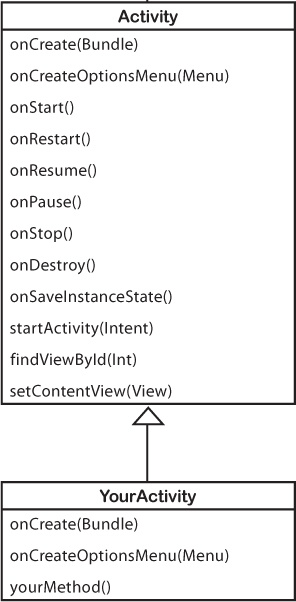 Activity
onCreate(Bundle)
onCreateOptionsMenu(Menu)
onStart()
onRestart()
onResume()
onPause()
onStop()
onDestroy()
onSaveInstanceState()
startActivity(Intent)
findViewById(Int)
setContentView(View)
YourActivity
onCreate(Bundle)
onCreateOptionsMenu(Menu)
yourMethod()